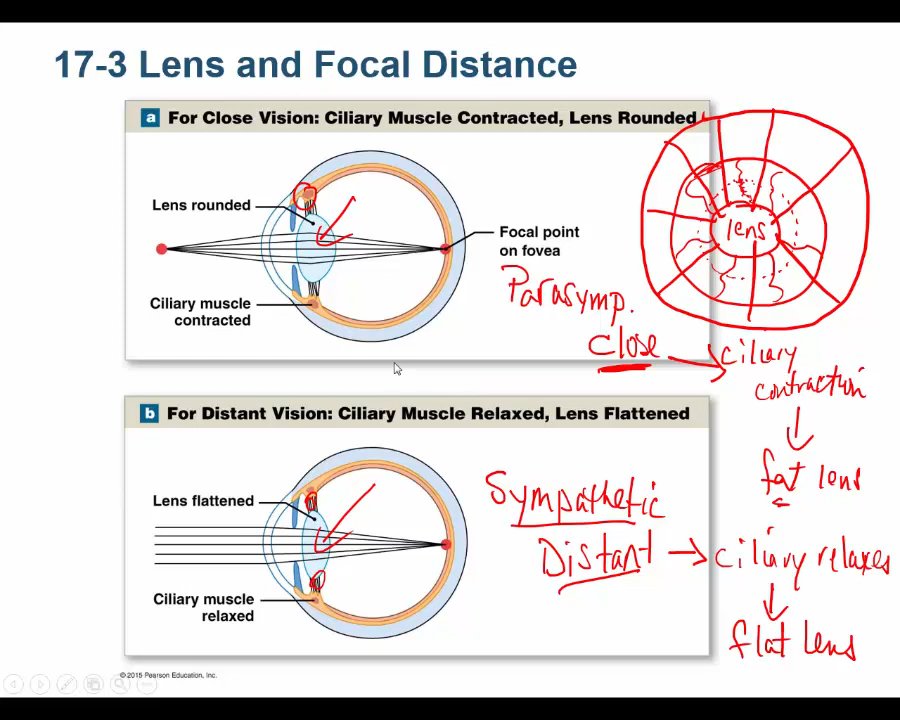 17-3 Lens and Focal Distance
a For Close Vision: Ciliary Muscle Contracted, Lens Rounded
Lens rounded
Focal point
on fovea
Ciliary muscle
contracted
lens
Parasymp.
close
ciliary
contraction
fat lens
b For Distant Vision: Ciliary Muscle Relaxed, Lens Flattened
Lens flattened
Ciliary muscle
relaxed
Sympathetic
Distant
ciliary relaxes
flat lens
© 2015 Pearson Education, Inc.